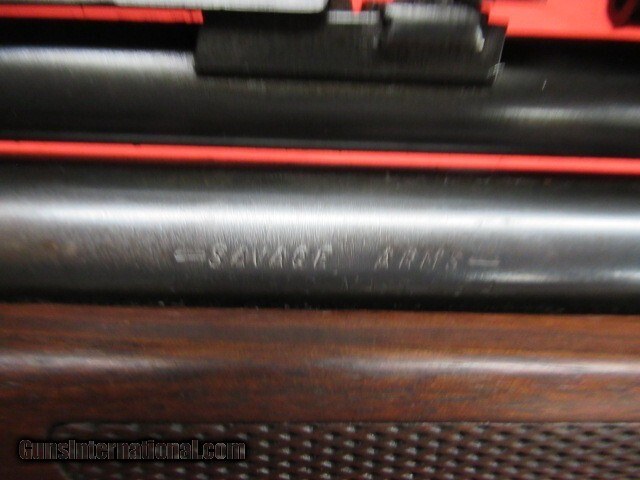 -SAVAGE ARMS-
GunsInternational.com